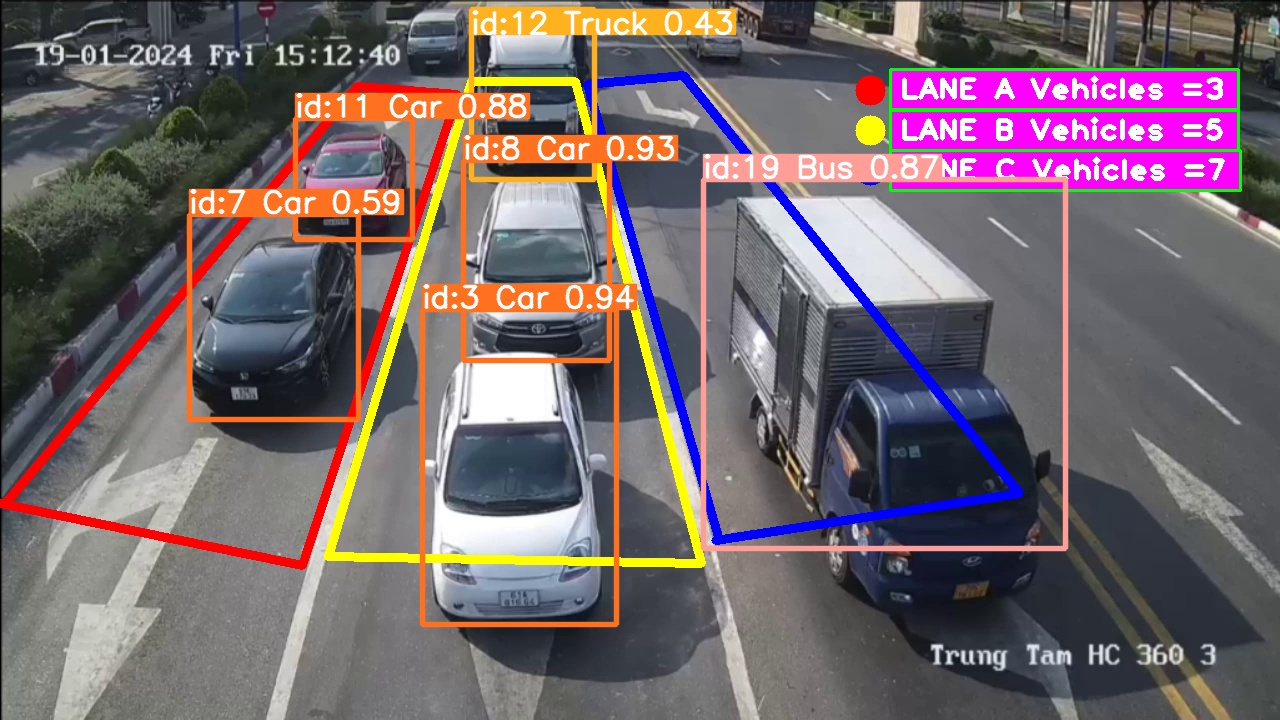 id:12 Truck 0.43
19-01-2024 Fri 15:12:40
LANE A Vehicles =3
id:11 Car 0.88
LANE B Vehicles =5
id:8 Car 0.93
id:19 Bus 0.87
NE C Vehicles =7
id:7 Car 0.59
id:3 Car 0.94
Trung Tam HC 360 3